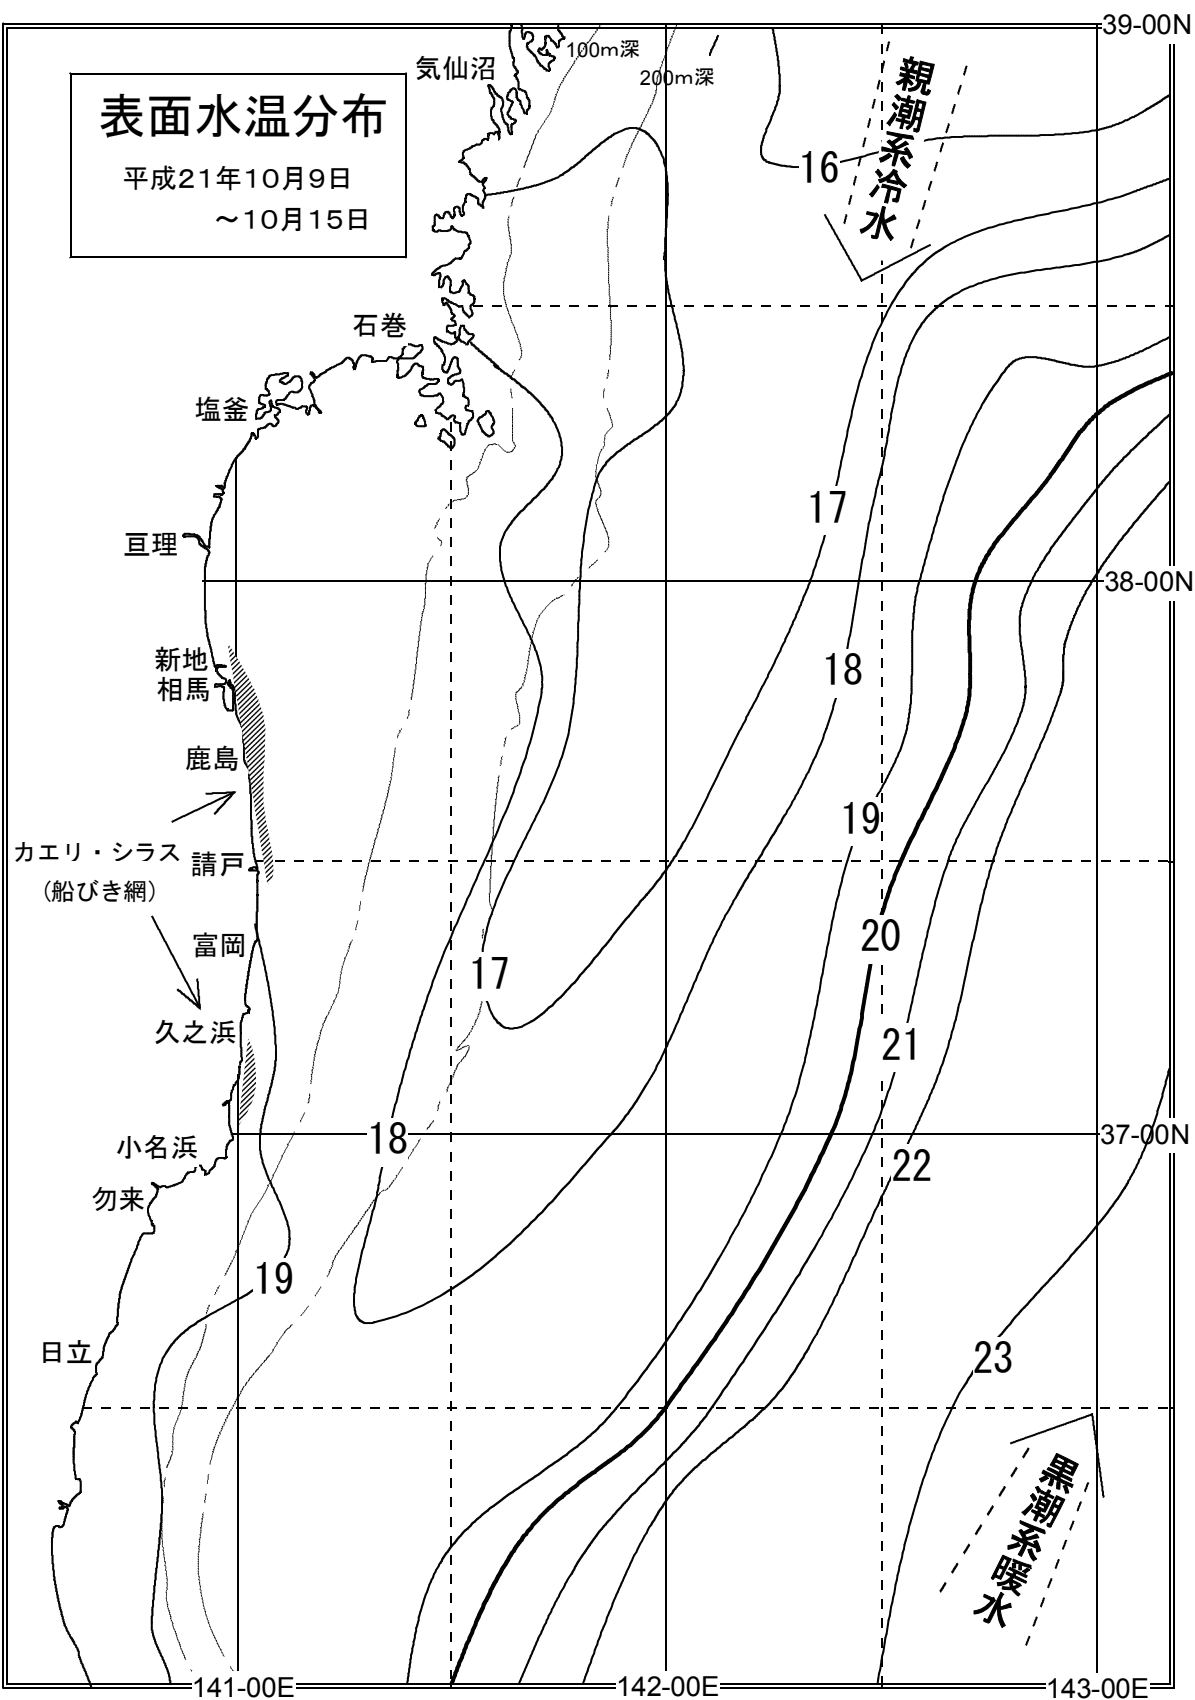 39-00N
100m深
気仙沼
200m深
親潮系冷水
表面水温分布
平成21年10月9日
～10月15日
16
石巻
塩釜
17
亘理
38-00N
新地
相馬
18
鹿島
19
カエリ・シラス
(船びき網)
請戸
富岡
20
17
久之浜
21
小名浜
18
37-00N
22
勿来
19
日立
23
黒潮系暖水
141-00E
142-00E
143-00E